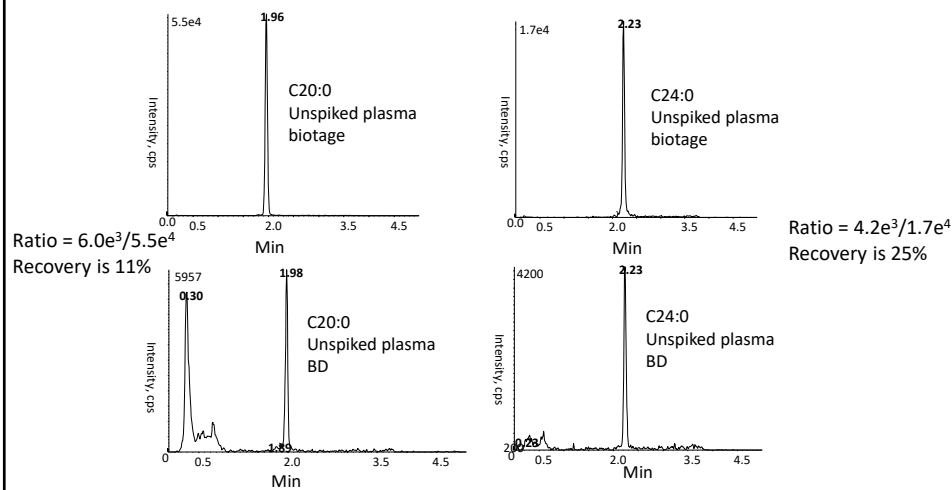 5.5e4
1.96
Intensity, cps
C20:0
Unspiked plasma
biotage
0.0 0.5 2.0 3.5 4.5
Min
1.7e4
2.23
Intensity, cps
C24:0
Unspiked plasma
biotage
0.0 0.5 2.0 3.5 4.5
Min
Ratio = 6.0e³/5.5e⁴
Recovery is 11%
Ratio = 4.2e³/1.7e⁴
Recovery is 25%
5957
0.30
1.98
Intensity, cps
C20:0
Unspiked plasma
BD
0 0.5 2.0 3.5 4.5
Min
4200
2.23
Intensity, cps
C24:0
Unspiked plasma
BD
0.23
0 0.5 2.0 3.5 4.5
Min